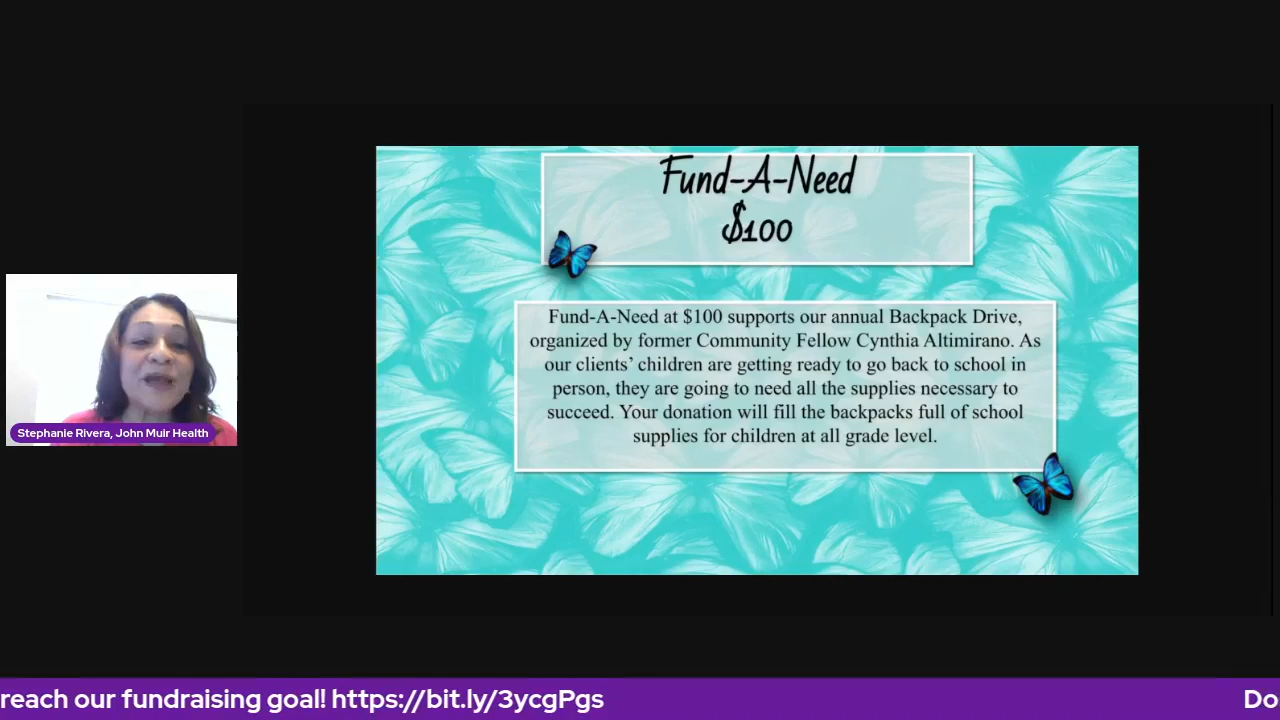 Fund-A-Need
$100
Fund-A-Need at $100 supports our annual Backpack Drive,
organized by former Community Fellow Cynthia Altimirano. As
our clients’ children are getting ready to go back to school in
person, they are going to need all the supplies necessary to
succeed. Your donation will fill the backpacks full of school
supplies for children at all grade level.
Stephanie Rivera, John Muir Health
reach our fundraising goal! https://bit.ly/3ycgPgs
Do